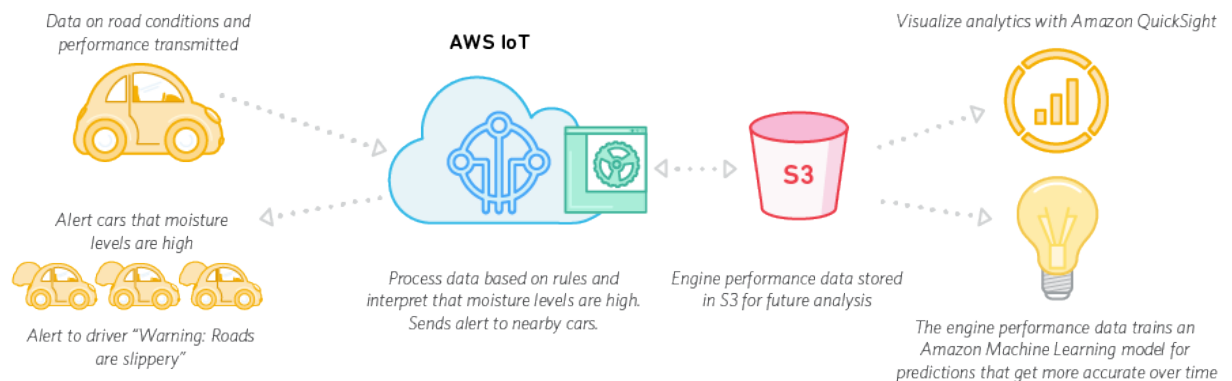 Data on road conditions and
performance transmitted
AWS IoT
Visualize analytics with Amazon QuickSight
S3
Alert cars that moisture
levels are high
Process data based on rules and
interpret that moisture levels are high.
Sends alert to nearby cars.
Engine performance data stored
in S3 for future analysis
Alert to driver “Warning: Roads
are slippery”
The engine performance data trains an
Amazon Machine Learning model for
predictions that get more accurate over time